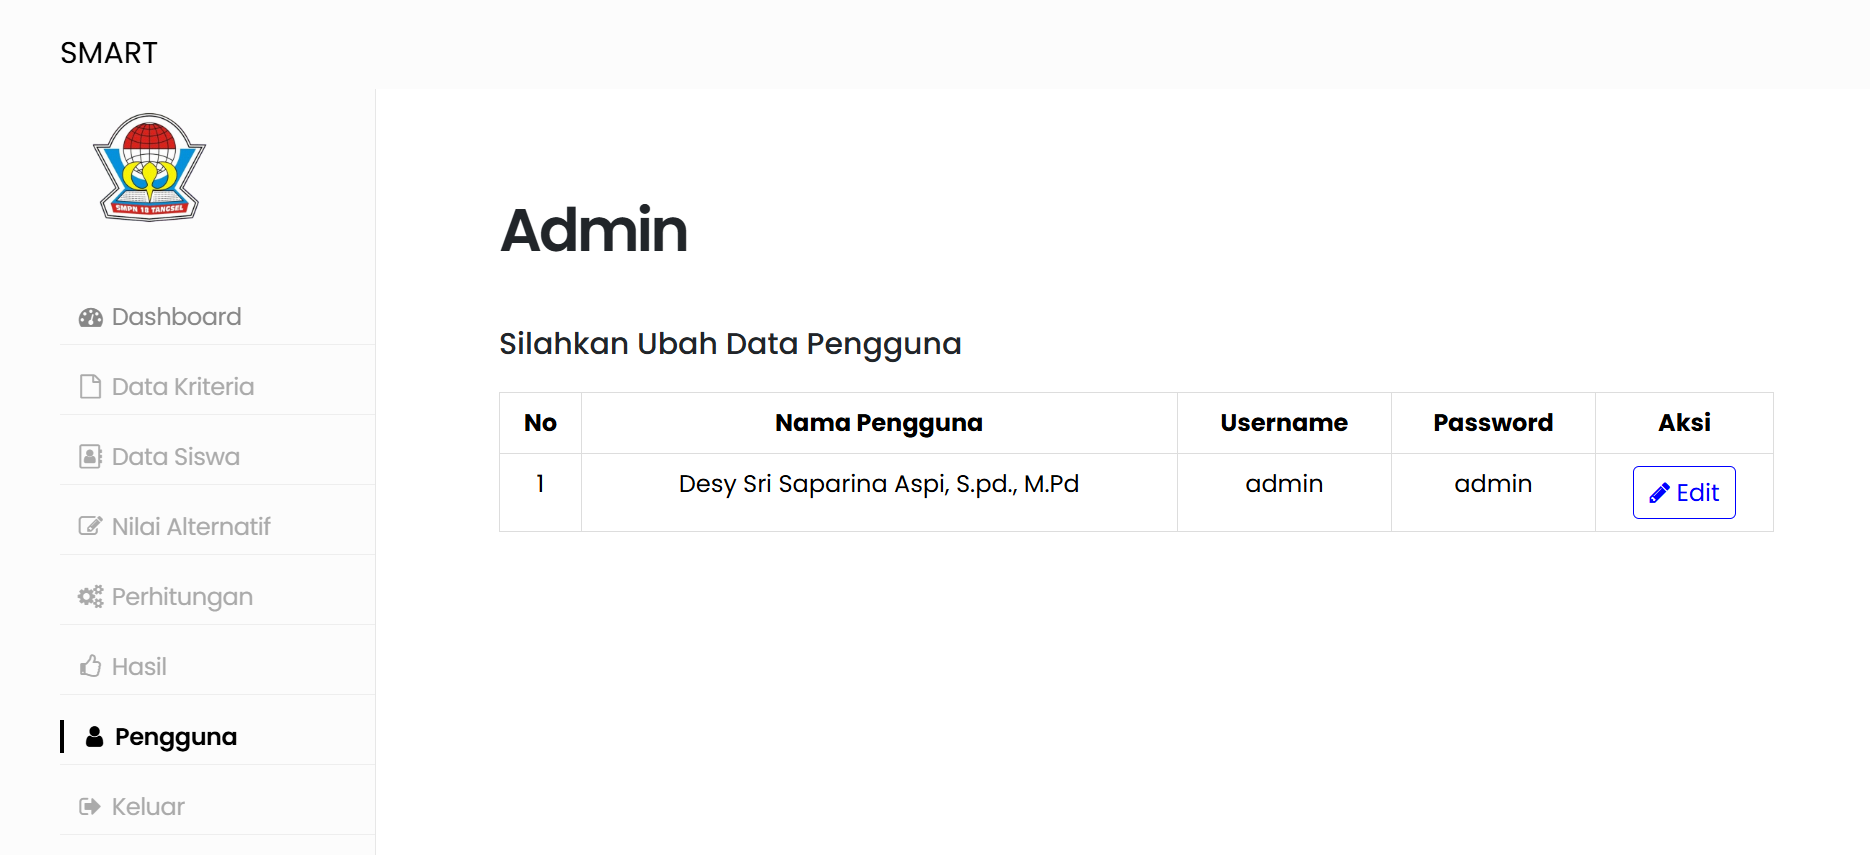 SMART
SMPN 18 TANGSEL
Dashboard
Data Kriteria
Data Siswa
Nilai Alternatif
Perhitungan
Hasil
Pengguna
Keluar
Admin
Silahkan Ubah Data Pengguna
No Nama Pengguna Username Password Aksi
1 Desy Sri Saparina Aspi, S.pd., M.Pd admin admin Edit